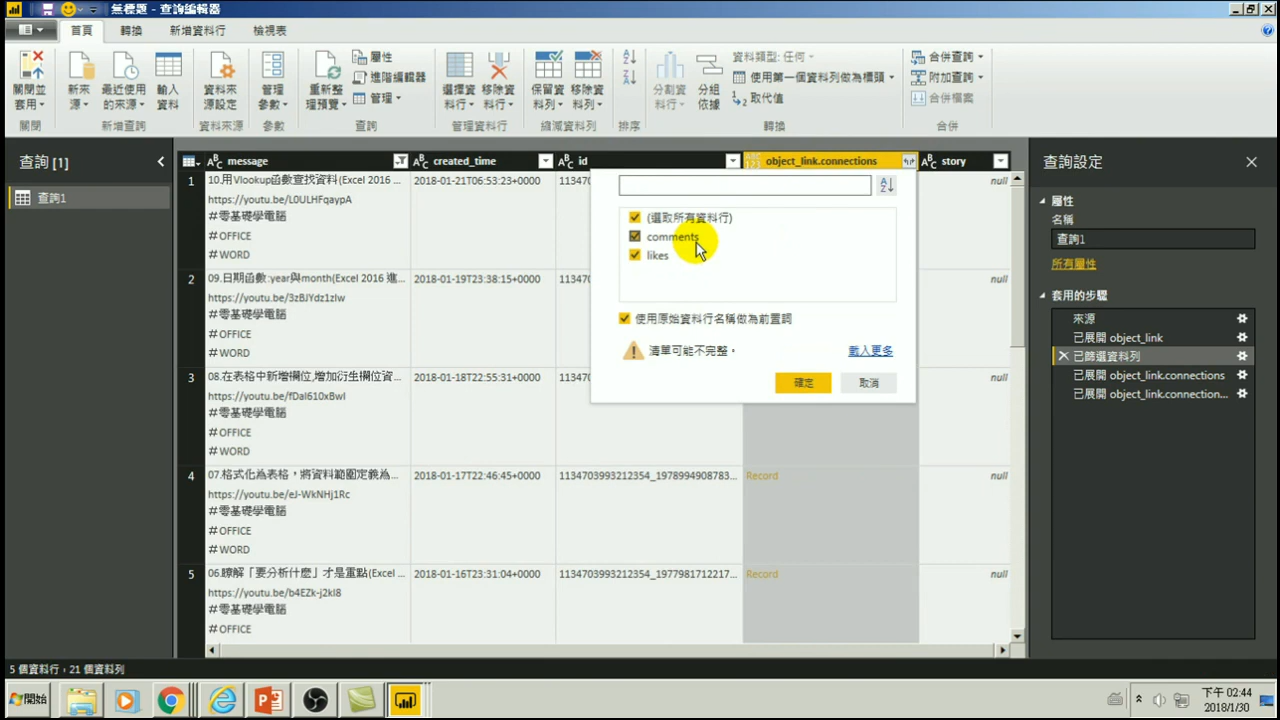 無標題 - 查詢編輯器
首頁
轉換
新增資料行
檢視表
關閉並
套用
新來
源
最近使用
的來源
輸入
資料
資料來
源設定
管理
參數
重新整
理預覽
屬性
進階編輯器
管理
選擇資
料行
移除資
料行
保留資
料列
移除資
料列
分割資
料行
分組
依據
資料類型: 任何
使用第一個資料列做為標頭
取代值
合併查詢
附加查詢
合併檔案
關閉
新增查詢
資料來源
參數
查詢
管理資料行
縮減資料列
排序
轉換
合併
查詢 [1]
查詢1
message
created_time
id
object_link.connections
story
1
10.用Vlookup函數查找資料(Excel 2016 ...
https://youtu.be/L0ULHFqaypA
#零基礎學電腦
#OFFICE
#WORD
2018-01-21T06:53:23+0000
113470
null
2
09.日期函數:year與month(Excel 2016 進...
https://youtu.be/3zBJYdz1zIw
#零基礎學電腦
#OFFICE
#WORD
2018-01-19T23:38:15+0000
113470
null
3
08.在表格中新增欄位,增加衍生欄位資...
https://youtu.be/fDaI610xBwI
#零基礎學電腦
#OFFICE
#WORD
2018-01-18T22:55:31+0000
113470
null
4
07.格式化為表格，將資料範圍定義為...
https://youtu.be/eJ-WkNHj1Rc
#零基礎學電腦
#OFFICE
#WORD
2018-01-17T22:46:45+0000
1134703993212354_1978994908783...
Record
null
5
06.瞭解「要分析什麼」才是重點(Excel ...
https://youtu.be/b4EZk-j2kI8
#零基礎學電腦
#OFFICE
2018-01-16T23:31:04+0000
1134703993212354_1977981712217...
Record
null
(選取所有資料行)
comments
likes
使用原始資料行名稱做為前置詞
清單可能不完整。
載入更多
確定
取消
查詢設定
屬性
名稱
查詢1
所有屬性
套用的步驟
來源
已展開 object_link
已篩選資料列
已展開 object_link.connections
已展開 object_link.connection...
5 個資料行，21 個資料列
開始
下午 02:44
2018/1/30